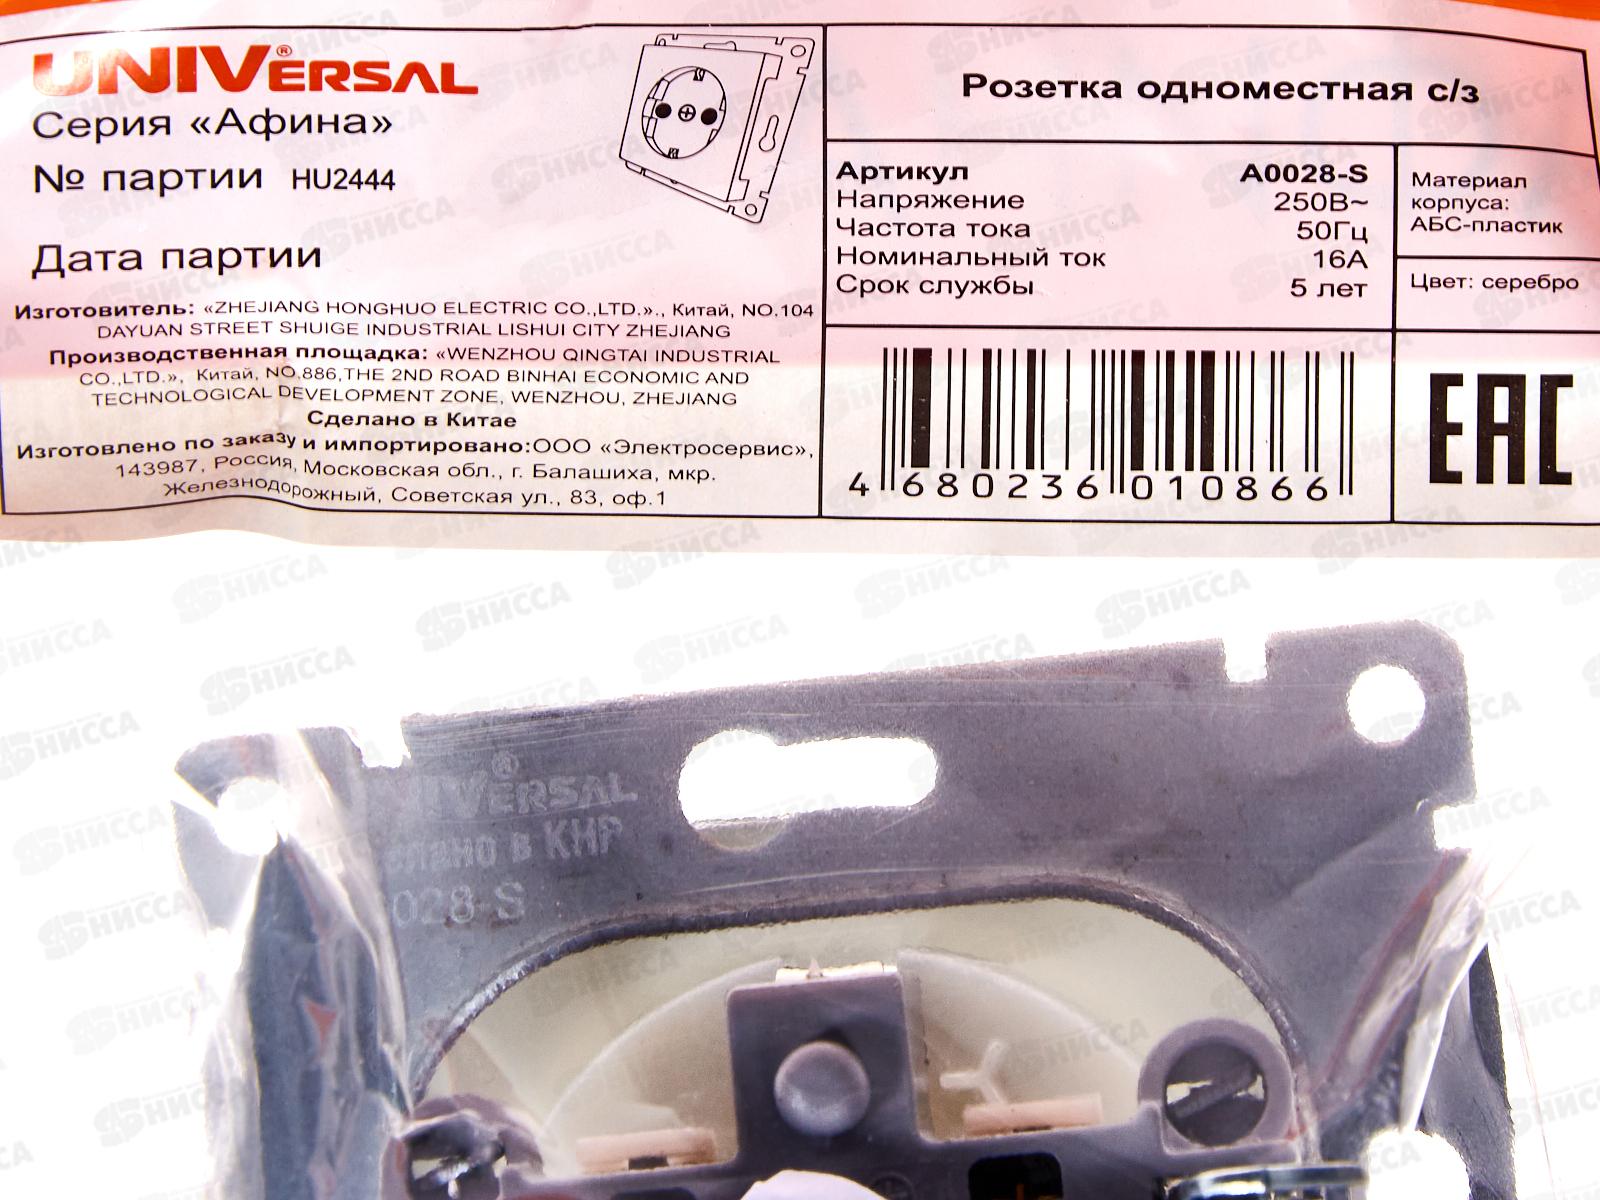 UNIVERSAL®
Серия «Афина»
№ партии HU2444
Дата партии
Изготовитель: «ZHEJIANG HONGHUO ELECTRIC CO.,LTD.»., Китай, NO.104
DAYUAN STREET SHUIGE INDUSTRIAL LISHUI CITY ZHEJIANG
Производственная площадка: «WENZHOU QINGTAI INDUSTRIAL
CO.,LTD.», Китай, NO.886,THE 2ND ROAD BINHAI ECONOMIC AND
TECHNOLOGICAL DEVELOPMENT ZONE, WENZHOU, ZHEJIANG
Сделано в Китае
Изготовлено по заказу и импортировано:ООО «Электросервис»,
143987, Россия, Московская обл., г. Балашиха, мкр.
Железнодорожный, Советская ул., 83, оф.1
Розетка одноместная с/з
Артикул A0028-S
Напряжение 250В~
Частота тока 50Гц
Номинальный ток 16А
Срок службы 5 лет
Материал
корпуса:
АБС-пластик
Цвет: серебро
4 680236 010866
EAC
NIVERSAL®
лано в КНР
028-S
НИССА